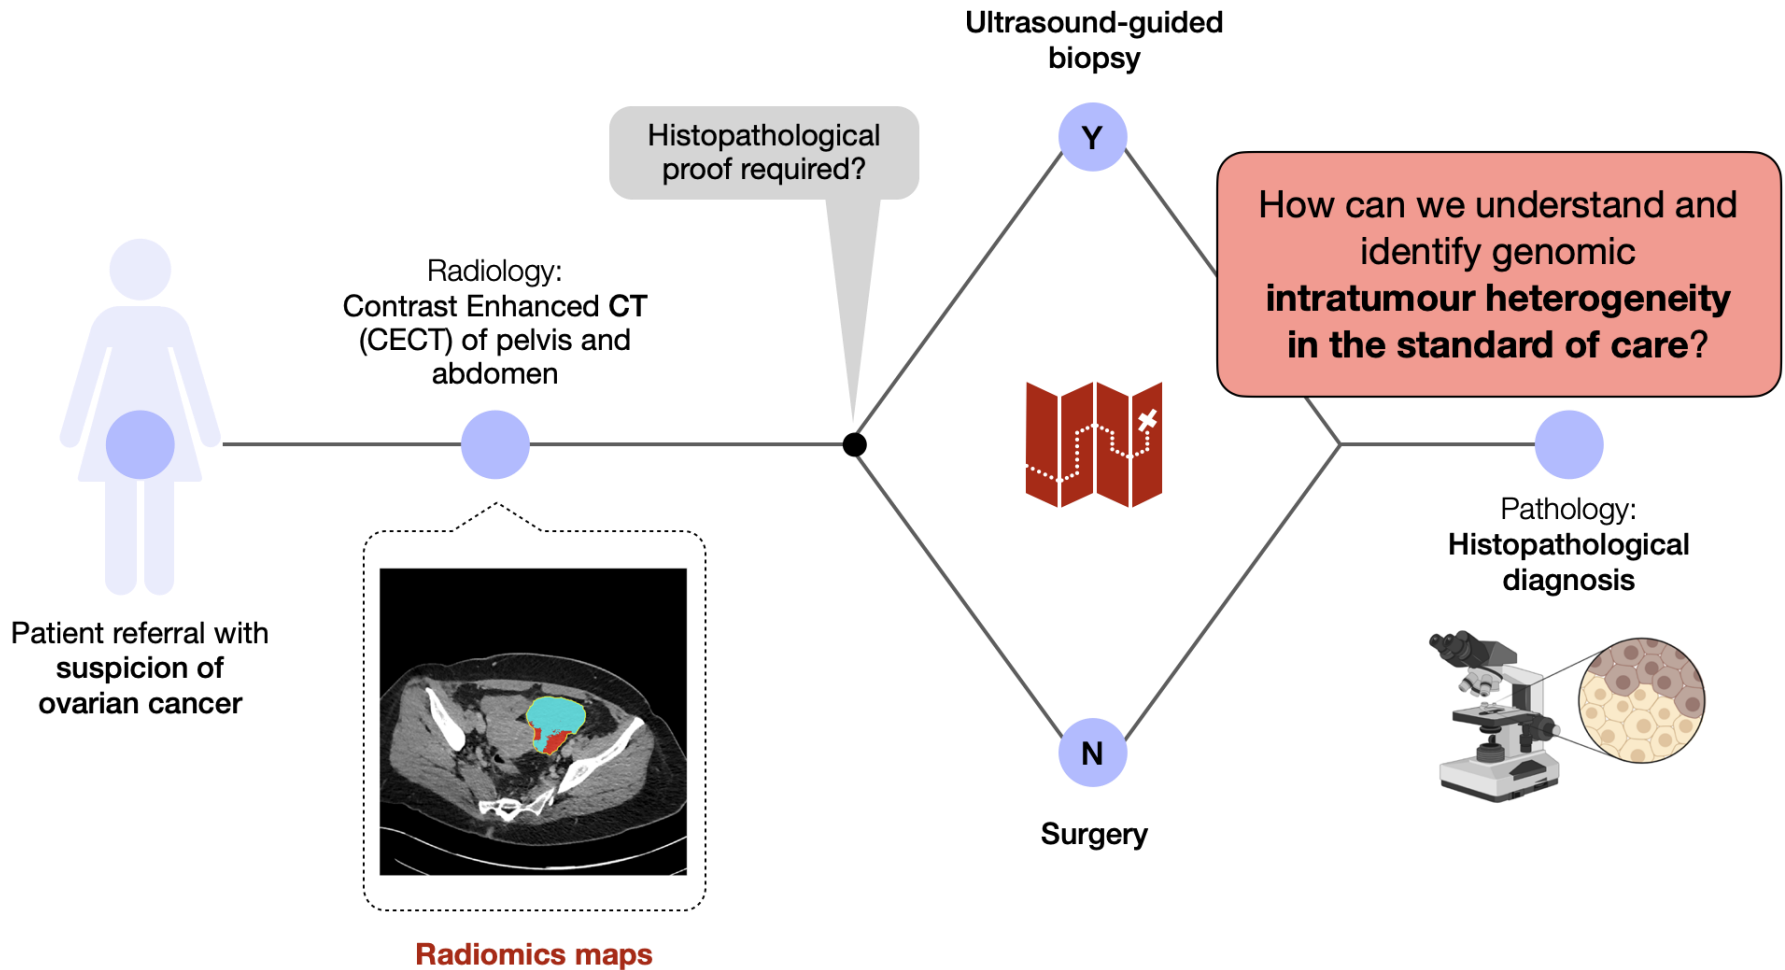 Ultrasound-guided
biopsy
Histopathological
proof required?
Y
How can we understand and
identify genomic
intratumour heterogeneity
in the standard of care?
Radiology:
Contrast Enhanced CT
(CECT) of pelvis and
abdomen
Patient referral with
suspicion of
ovarian cancer
Pathology:
Histopathological
diagnosis
N
Surgery
Radiomics maps